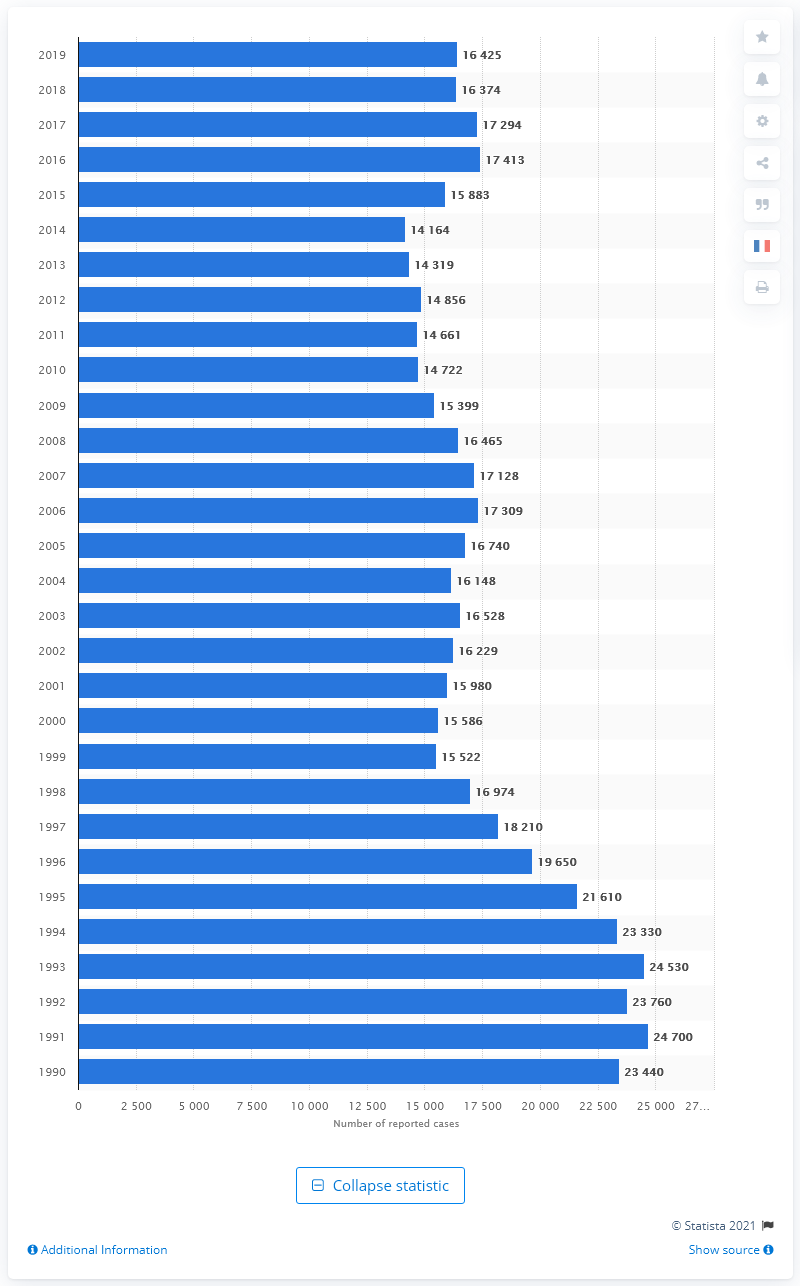 2019 16 425
2018 16 374
2017 17 294
2016 17 413
2015 15 883
2014 14 164
2013 14 319
2012 14 856
2011 14 661
2010 14 722
2009 15 399
2008 16 465
2007 17 128
2006 17 309
2005 16 740
2004 16 148
2003 16 528
2002 16 229
2001 15 980
2000 15 586
1999 15 522
1998 16 974
1997 18 210
1996 19 650
1995 21 610
1994 23 330
1993 24 530
1992 23 760
1991 24 700
1990 23 440
0 2 500 5 000 7 500 10 000 12 500 15 000 17 500 20 000 22 500 25 000 27…
Number of reported cases
Collapse statistic
© Statista 2021
Additional Information Show source